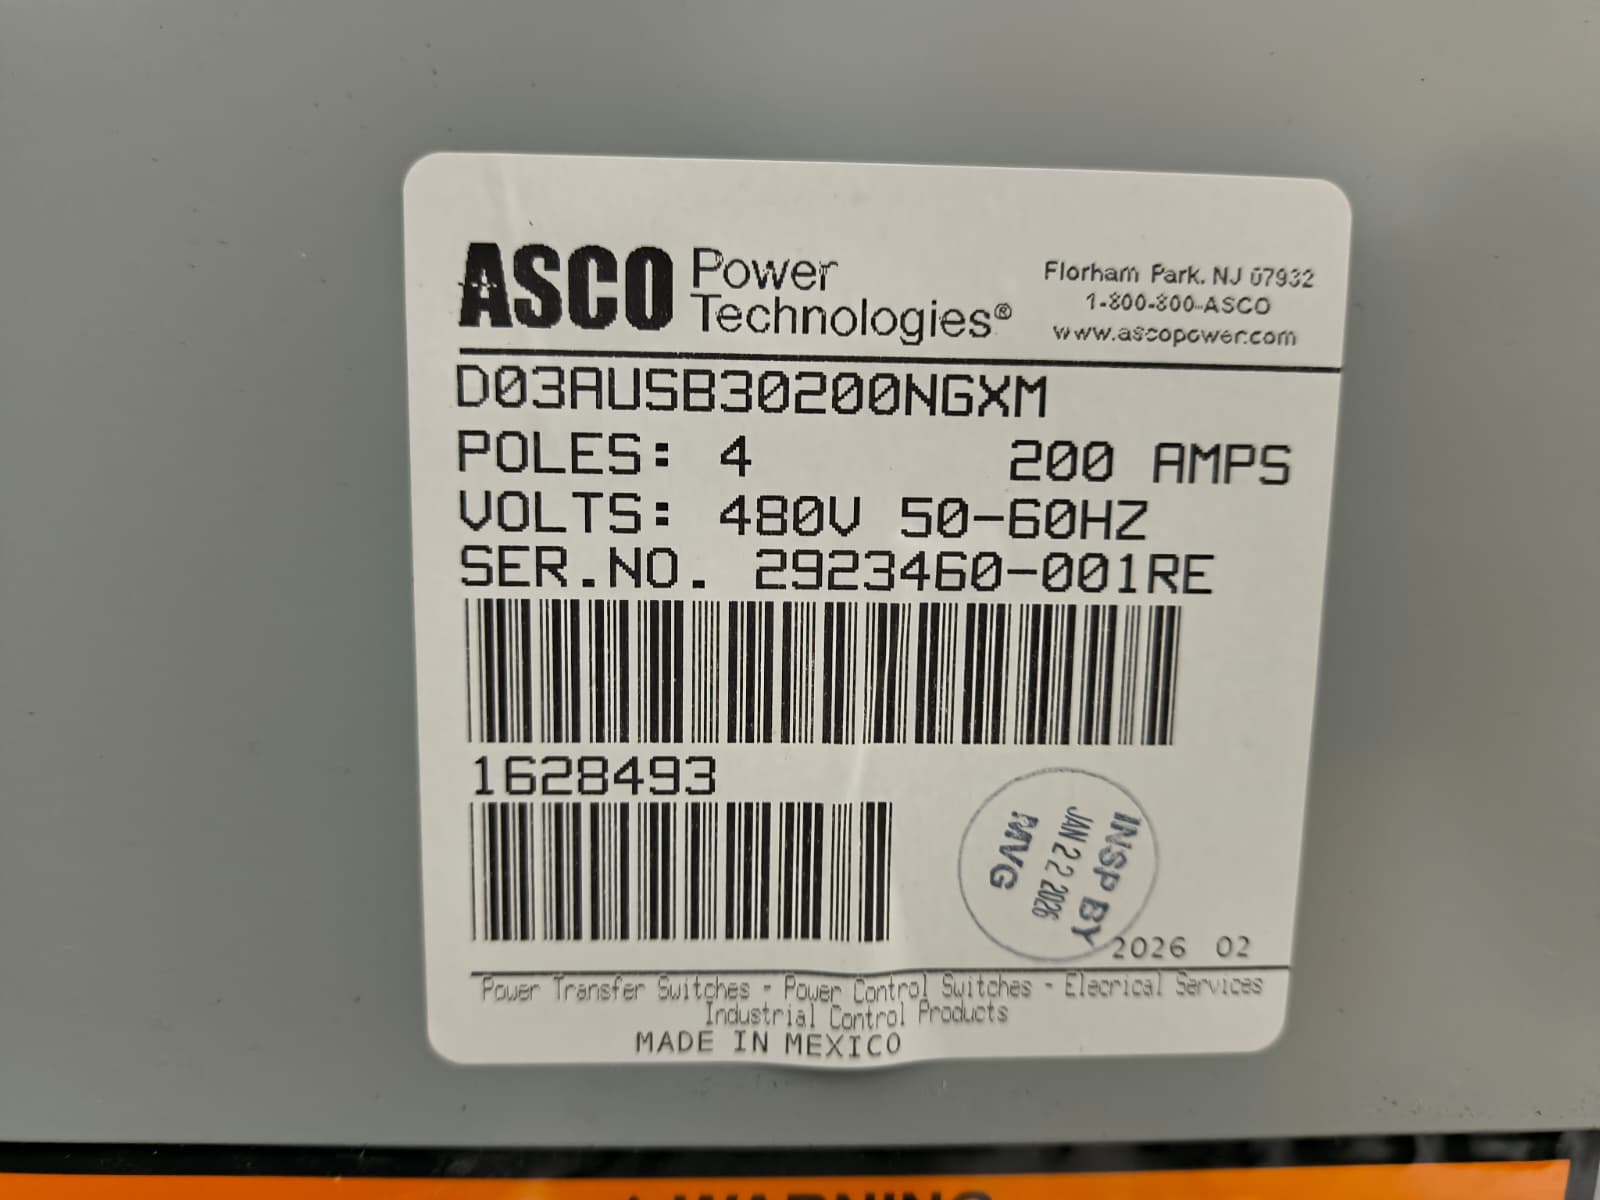 ASCO Power Technologies®
Florham Park, NJ 07932
1-800-800-ASCO
www.ascopower.com
D03AUSB30200NGXM
POLES: 4 200 AMPS
VOLTS: 480V 50-60HZ
SER.NO. 2923460-001RE
1628493
INSP BY
JAN 22 2026
MVG
2026 02
Power Transfer Switches - Power Control Switches - Elecrical Services
Industrial Control Products
MADE IN MEXICO
WARNING